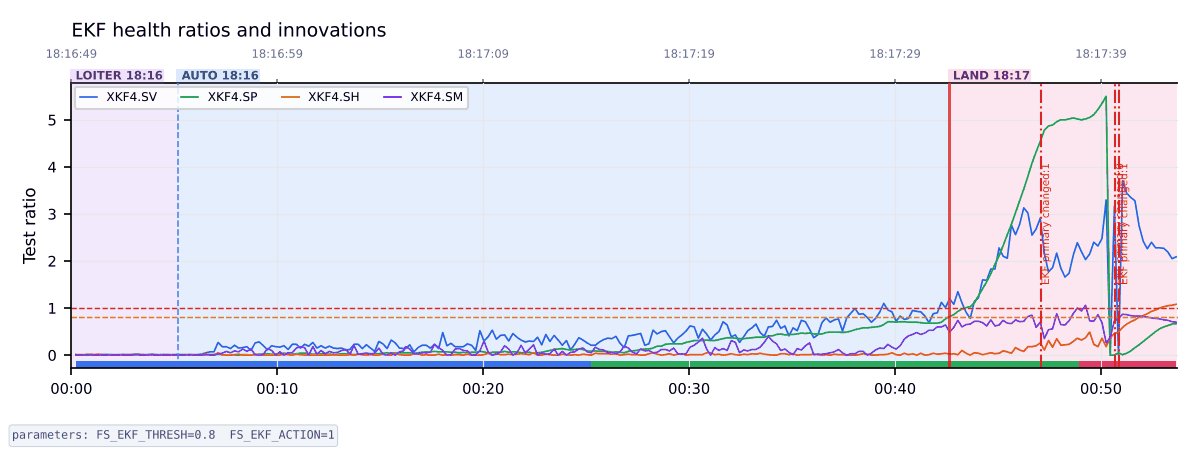 EKF health ratios and innovations
18:16:49 18:16:59 18:17:09 18:17:19 18:17:29 18:17:39
LOITER 18:16 AUTO 18:16 LAND 18:17
XKF4.SV XKF4.SP XKF4.SH XKF4.SM
Test ratio
5
4
3
2
1
0
EKF primary changed:1
EKF primary changed:1
00:00 00:10 00:20 00:30 00:40 00:50
parameters: FS_EKF_THRESH=0.8 FS_EKF_ACTION=1